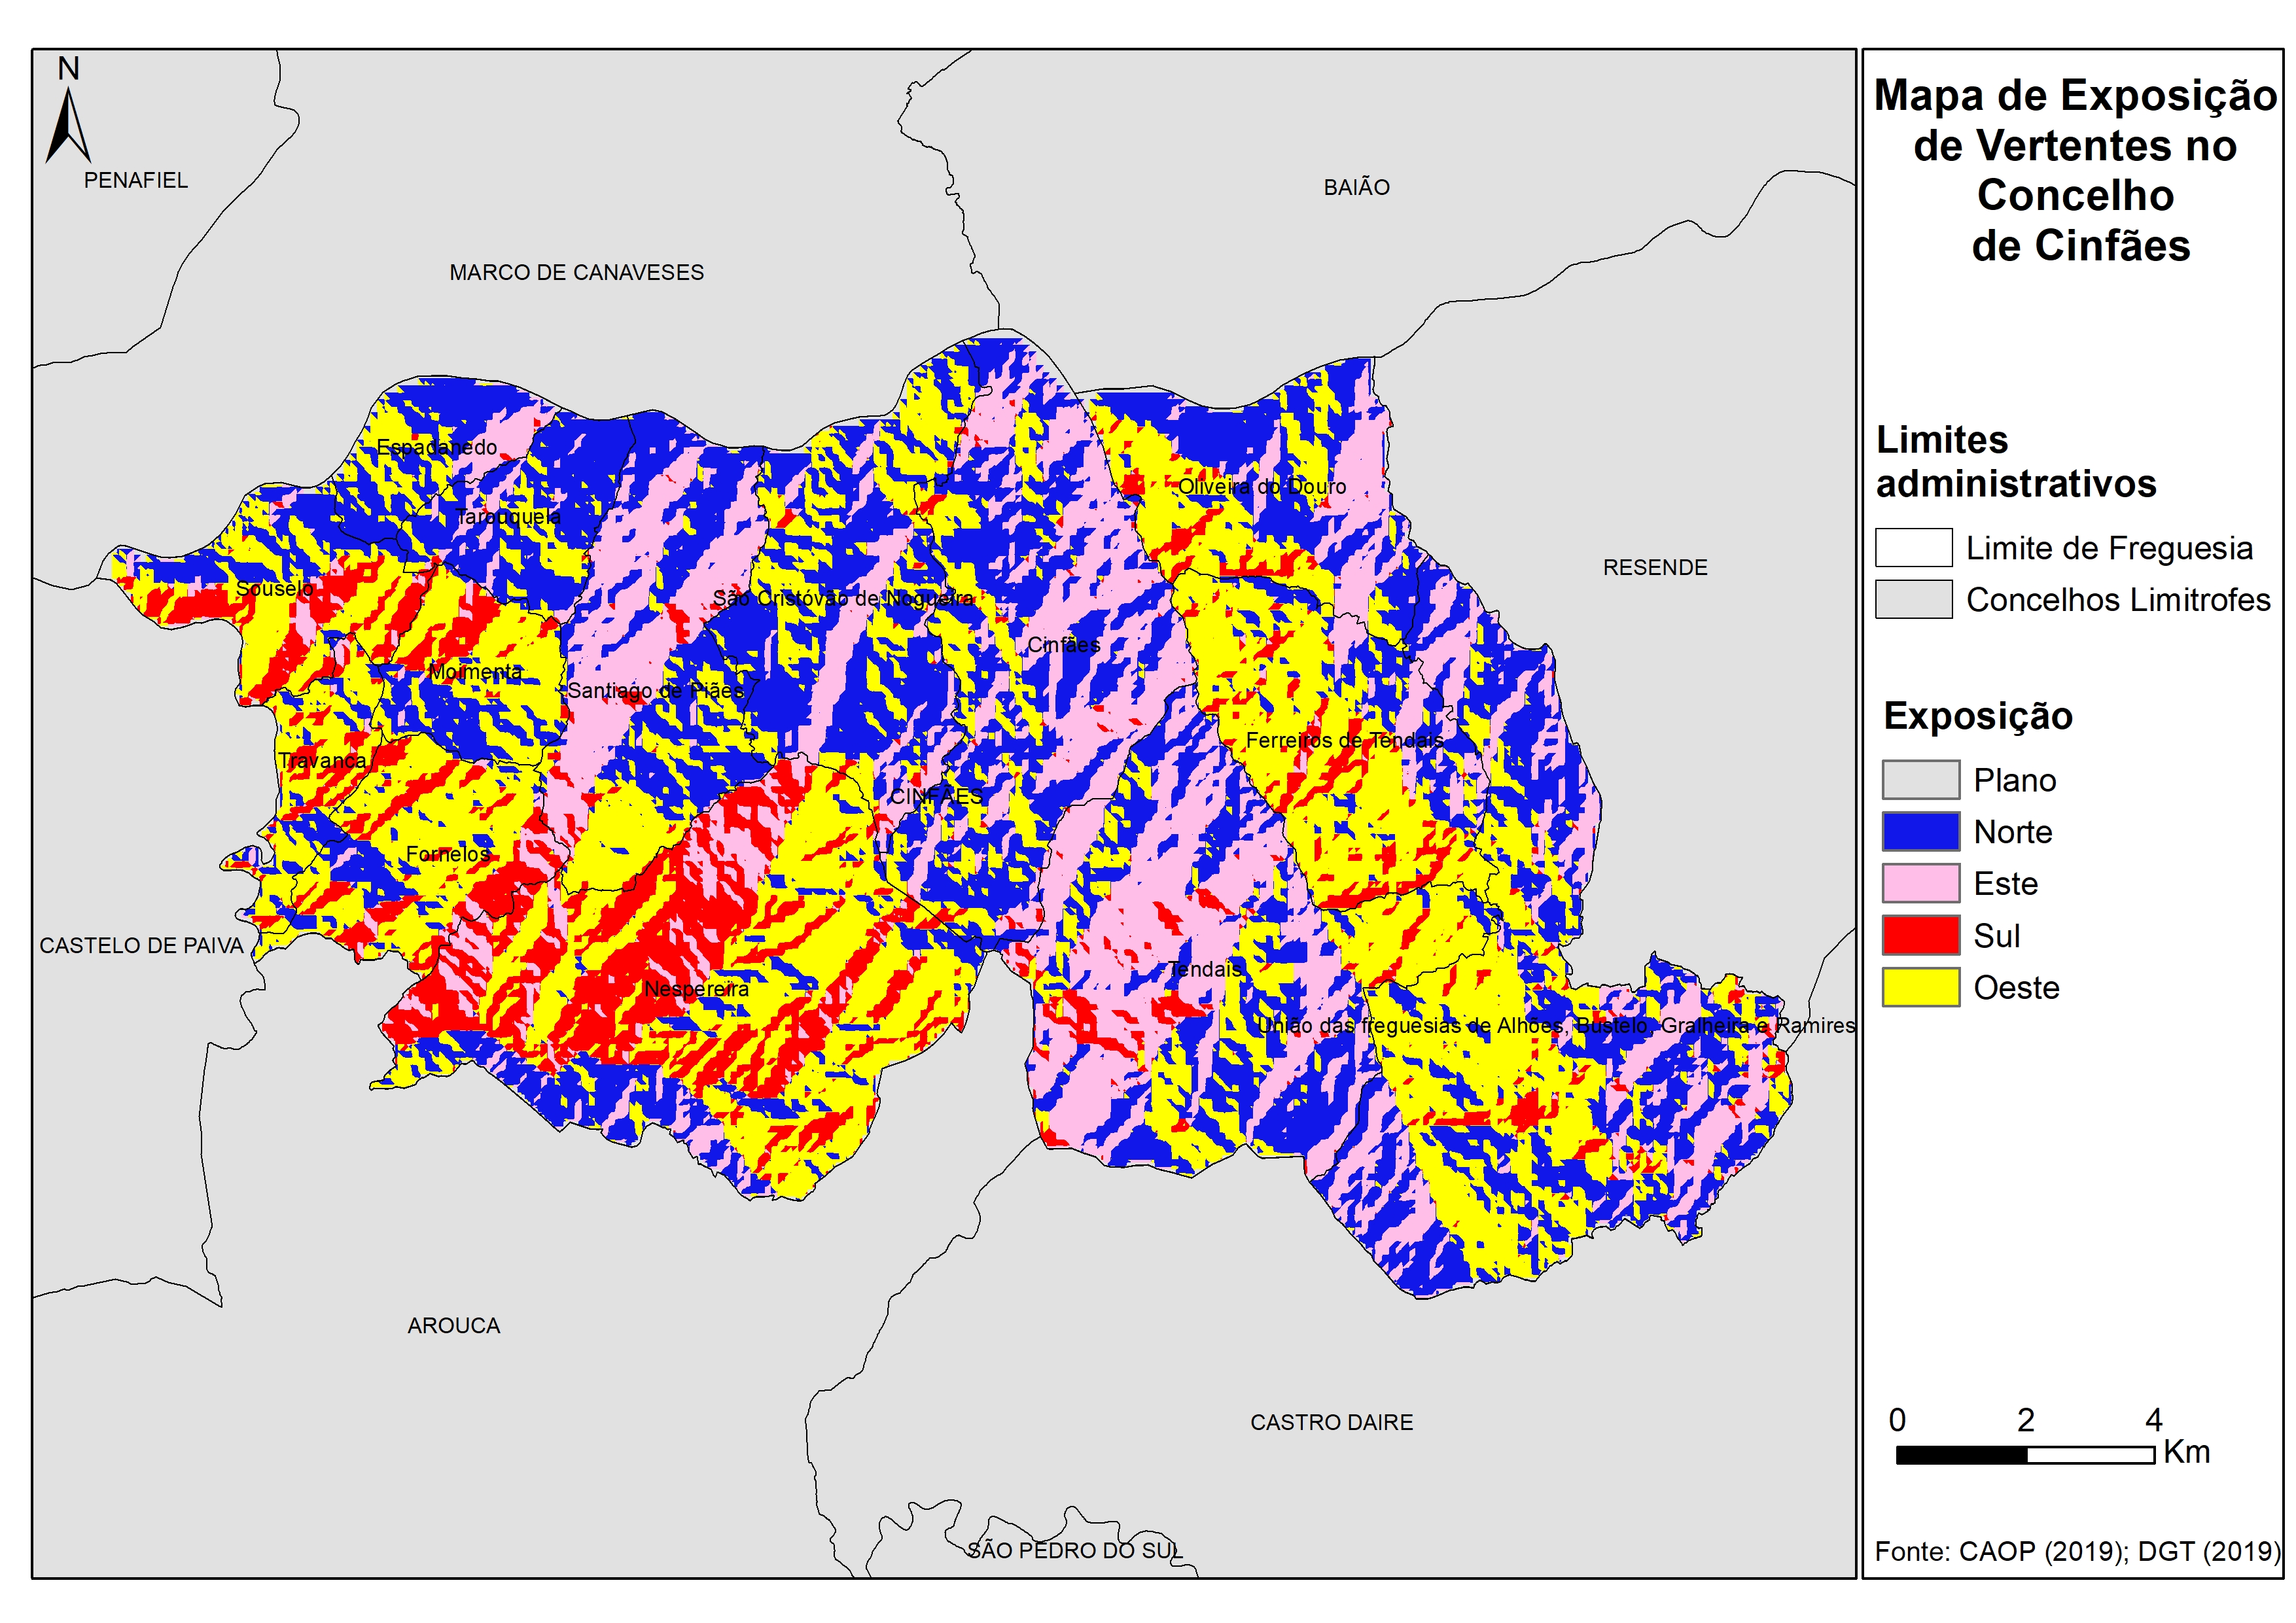 N
PENAFIEL
BAIÃO
MARCO DE CANAVESES
Espadanedo
Oliveira do Douro
Tarouquela
RESENDE
Souselo
São Cristóvão de Nogueira
Cinfães
Moimenta
Santiago de Piães
Ferreiros de Tendais
Travanca
CINFÃES
Fornelos
CASTELO DE PAIVA
Tendais
Nespereira
União das freguesias de Alhões, Bustelo, Gralheira e Ramires
AROUCA
CASTRO DAIRE
SÃO PEDRO DO SUL
Mapa de Exposição
de Vertentes no
Concelho
de Cinfães
Limites
administrativos
Limite de Freguesia
Concelhos Limitrofes
Exposição
Plano
Norte
Este
Sul
Oeste
0 2 4
Km
Fonte: CAOP (2019); DGT (2019)